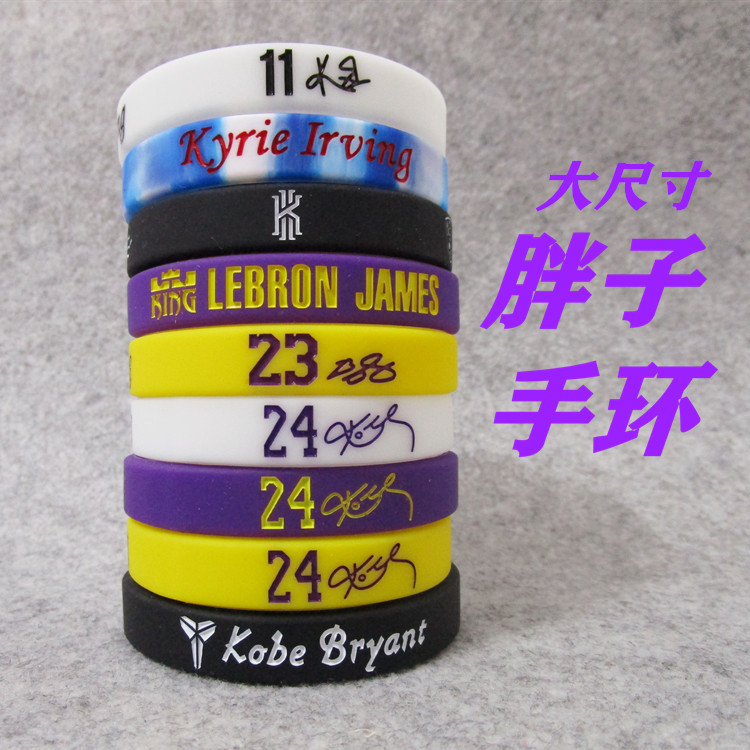 11
Kyrie Irving
K
KING LEBRON JAMES
23
24
24
24
Kobe Bryant
大尺寸
胖子
手环